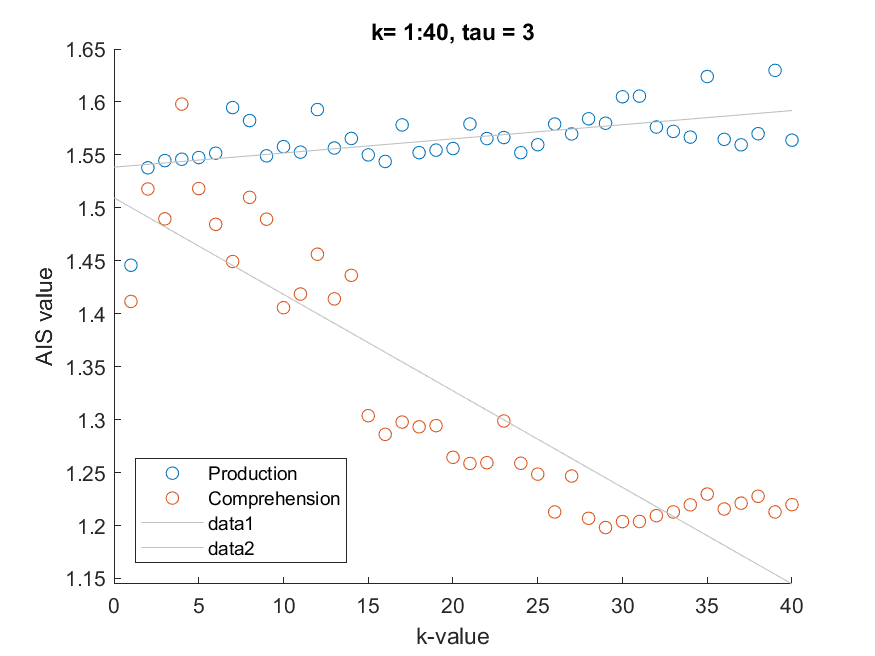 k= 1:40, tau = 3
1.65
1.6
1.55
1.5
1.45
1.4
1.35
1.3
1.25
1.2
1.15
AIS value
Production
Comprehension
data1
data2
0 5 10 15 20 25 30 35 40
k-value